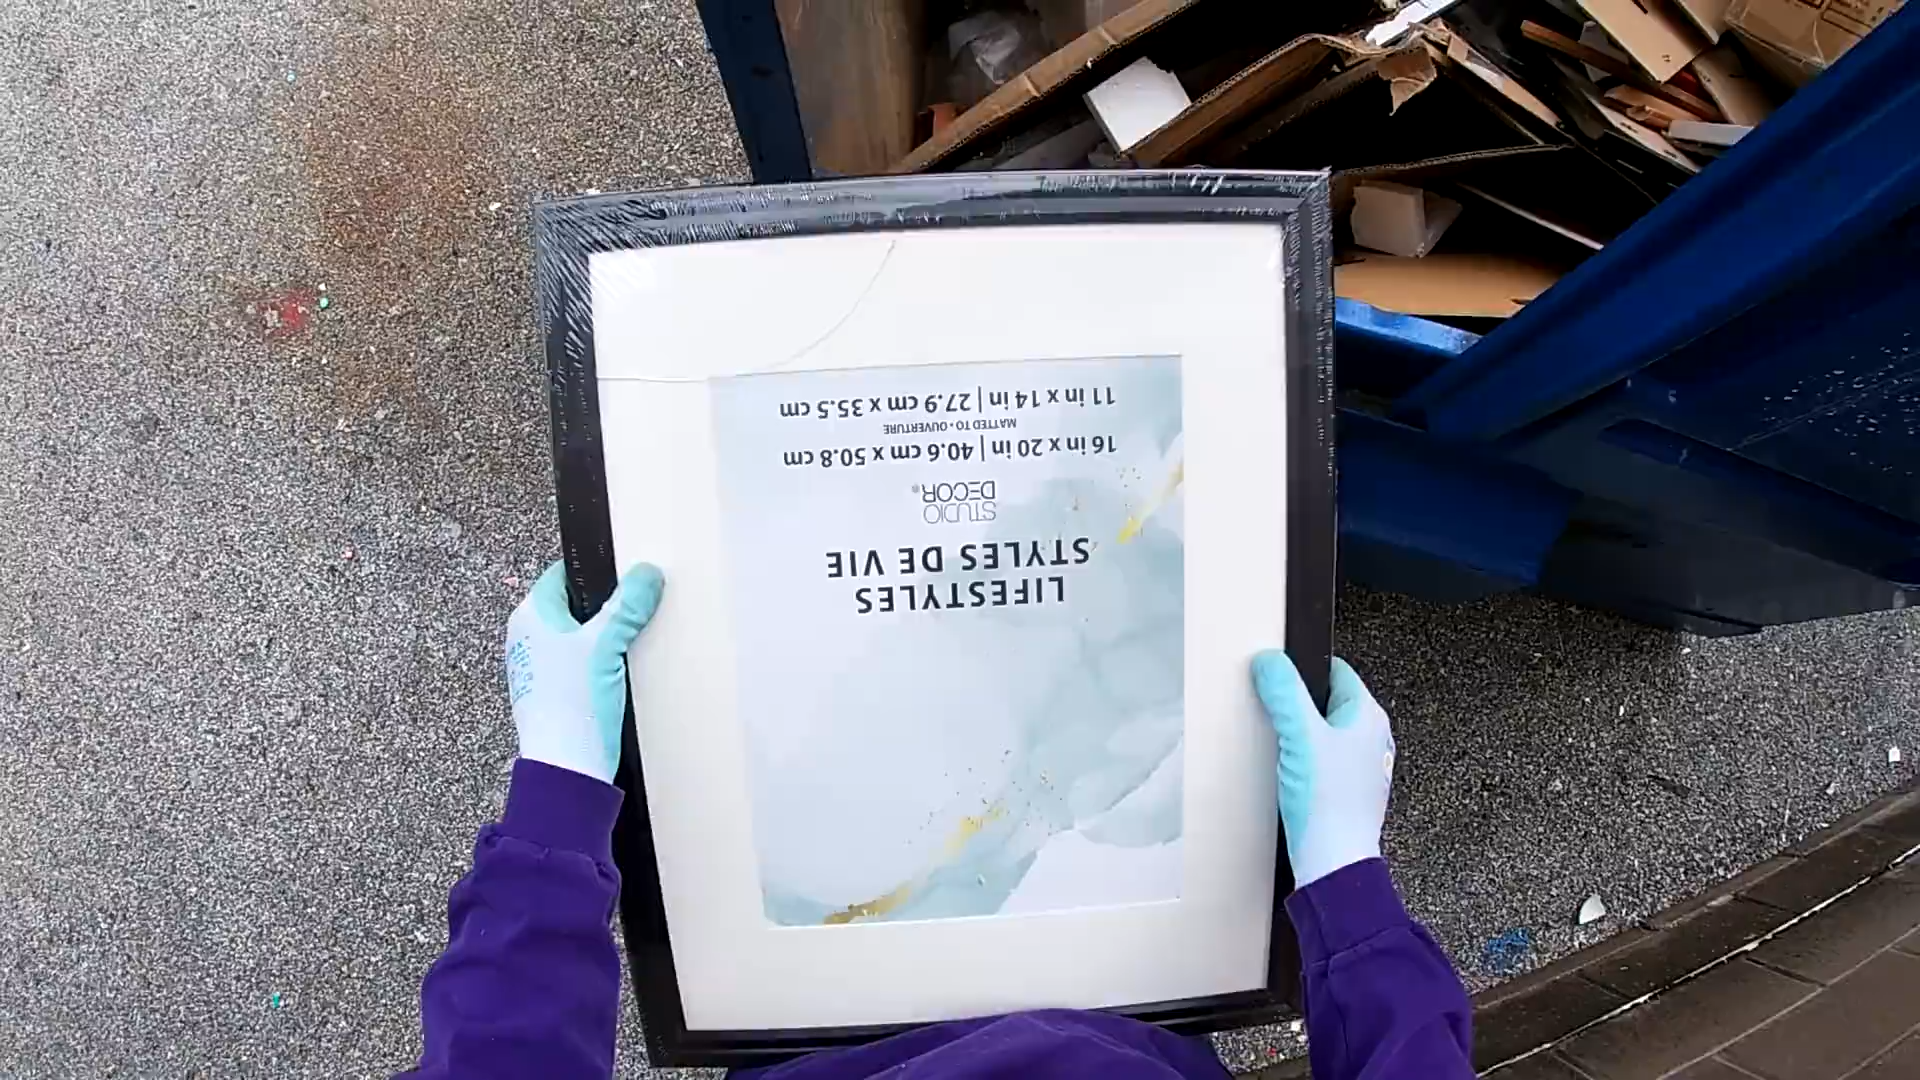 LIFESTYLES
STYLES DE VIE
STUDIO
DECOR®
16 in x 20 in | 40.6 cm x 50.8 cm
MATTED TO • OUVERTURE
11 in x 14 in | 27.9 cm x 35.5 cm